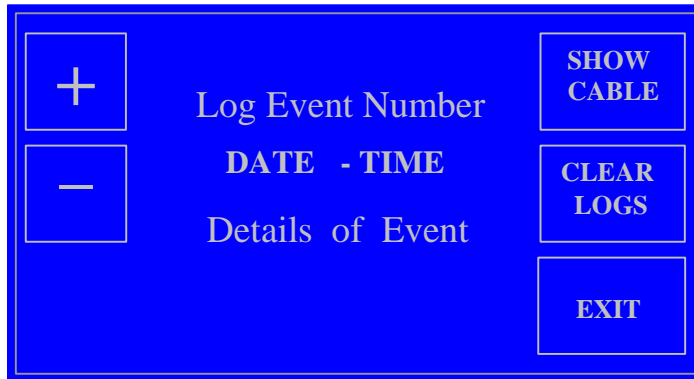 +
−
Log Event Number
DATE - TIME
Details of Event
SHOW
CABLE
CLEAR
LOGS
EXIT